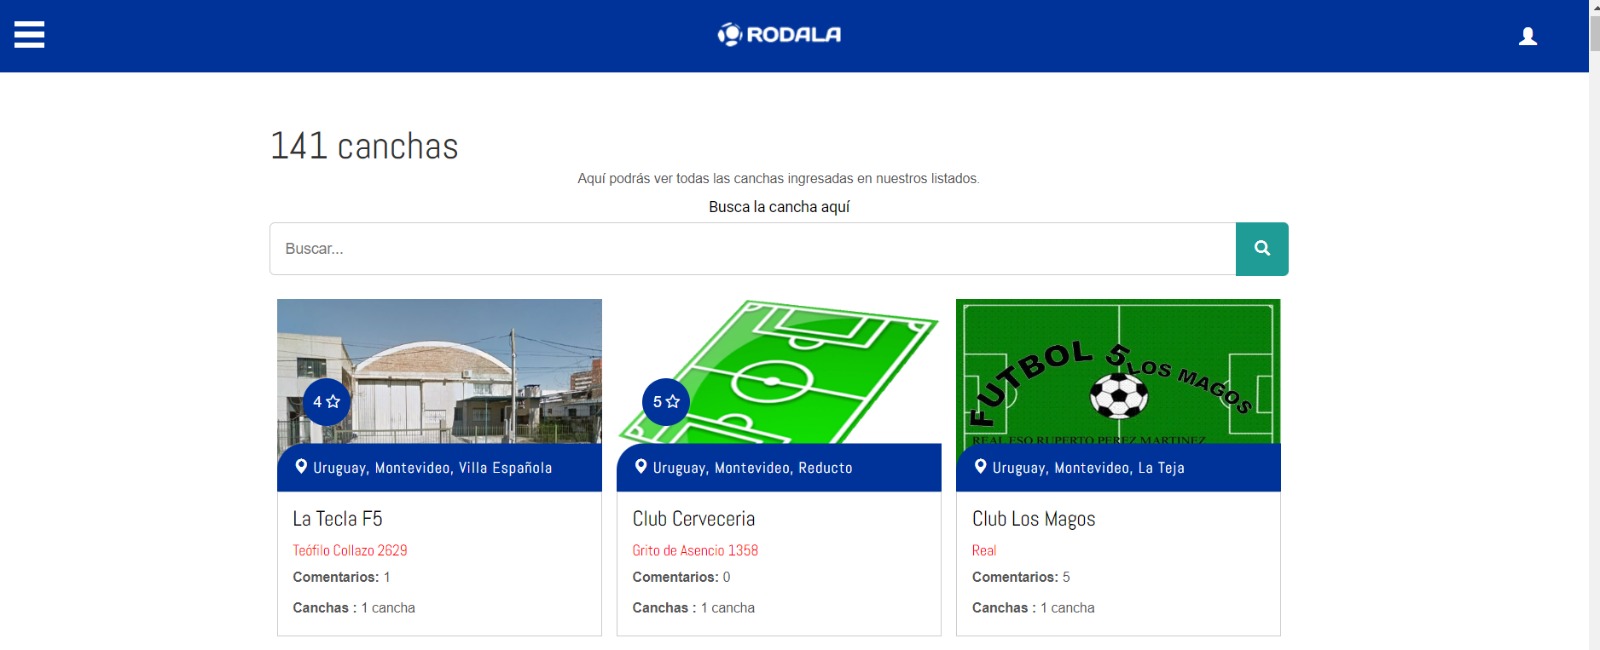 RODALA
141 canchas
Aquí podrás ver todas las canchas ingresadas en nuestros listados.
Busca la cancha aquí
Buscar...
4
Uruguay, Montevideo, Villa Española
La Tecla F5
Teófilo Collazo 2629
Comentarios: 1
Canchas : 1 cancha
5
Uruguay, Montevideo, Reducto
Club Cerveceria
Grito de Asencio 1358
Comentarios: 0
Canchas : 1 cancha
FUTBOL 5 LOS MAGOS
REAL ESQ RUPERTO PEREZ MARTINEZ
Uruguay, Montevideo, La Teja
Club Los Magos
Real
Comentarios: 5
Canchas : 1 cancha